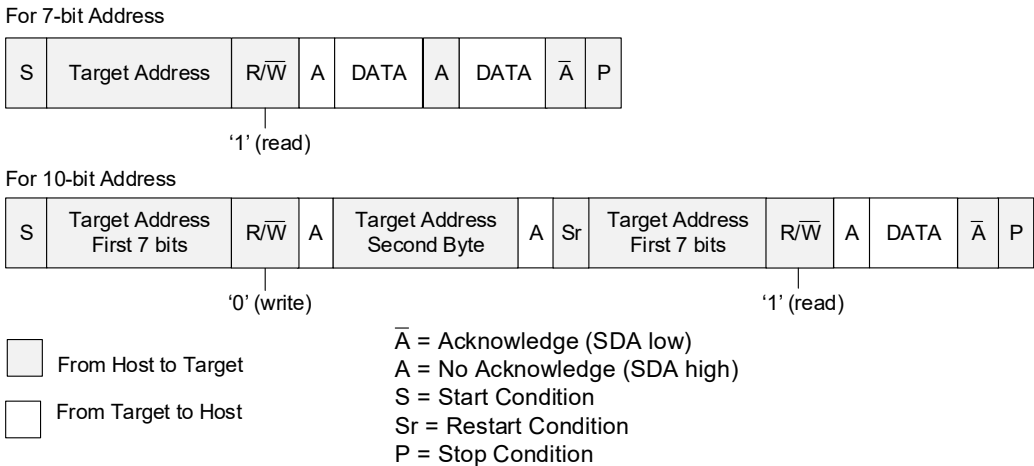 For 7-bit Address
S Target Address R/W̅ A DATA A DATA A̅ P
‘1’ (read)
For 10-bit Address
S Target Address First 7 bits R/W̅ A Target Address Second Byte A Sr Target Address First 7 bits R/W̅ A DATA A̅ P
‘0’ (write) ‘1’ (read)
From Host to Target
From Target to Host
A̅ = Acknowledge (SDA low)
A = No Acknowledge (SDA high)
S = Start Condition
Sr = Restart Condition
P = Stop Condition